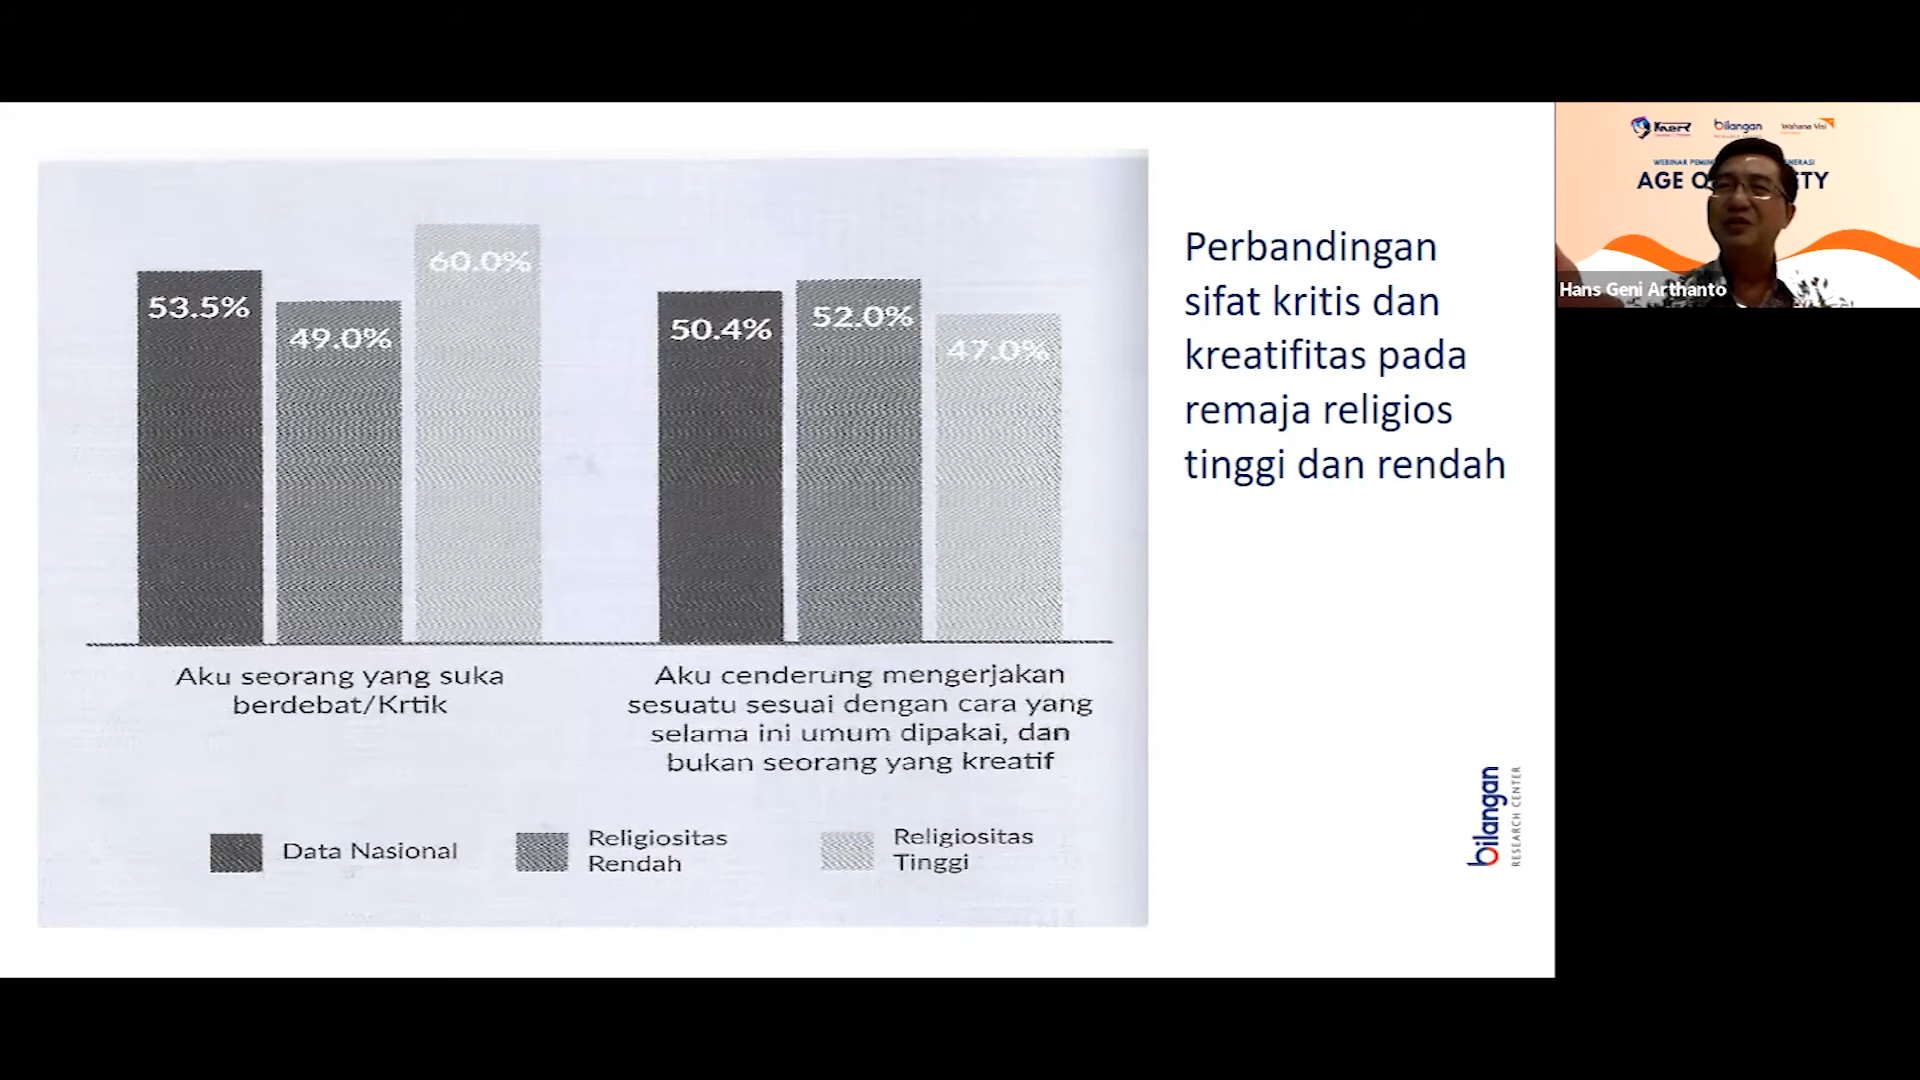 53.5%
49.0%
60.0%
50.4%
52.0%
47.0%
Aku seorang yang suka
berdebat/Krtik
Aku cenderung mengerjakan
sesuatu sesuai dengan cara yang
selama ini umum dipakai, dan
bukan seorang yang kreatif
Data Nasional
Religiositas
Rendah
Religiositas
Tinggi
Perbandingan
sifat kritis dan
kreatifitas pada
remaja religios
tinggi dan rendah
bilangan
RESEARCH CENTER
bilangan
Wahana Visi
WEBINAR
AGE O
TY
Hans Geni Arthanto